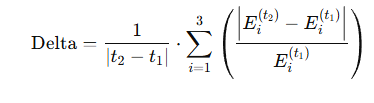 Delta = \frac{1}{|t_2 - t_1|} \cdot \sum_{i=1}^{3} \left( \frac{\left| E_i^{(t_2)} - E_i^{(t_1)} \right|}{E_i^{(t_1)}} \right)